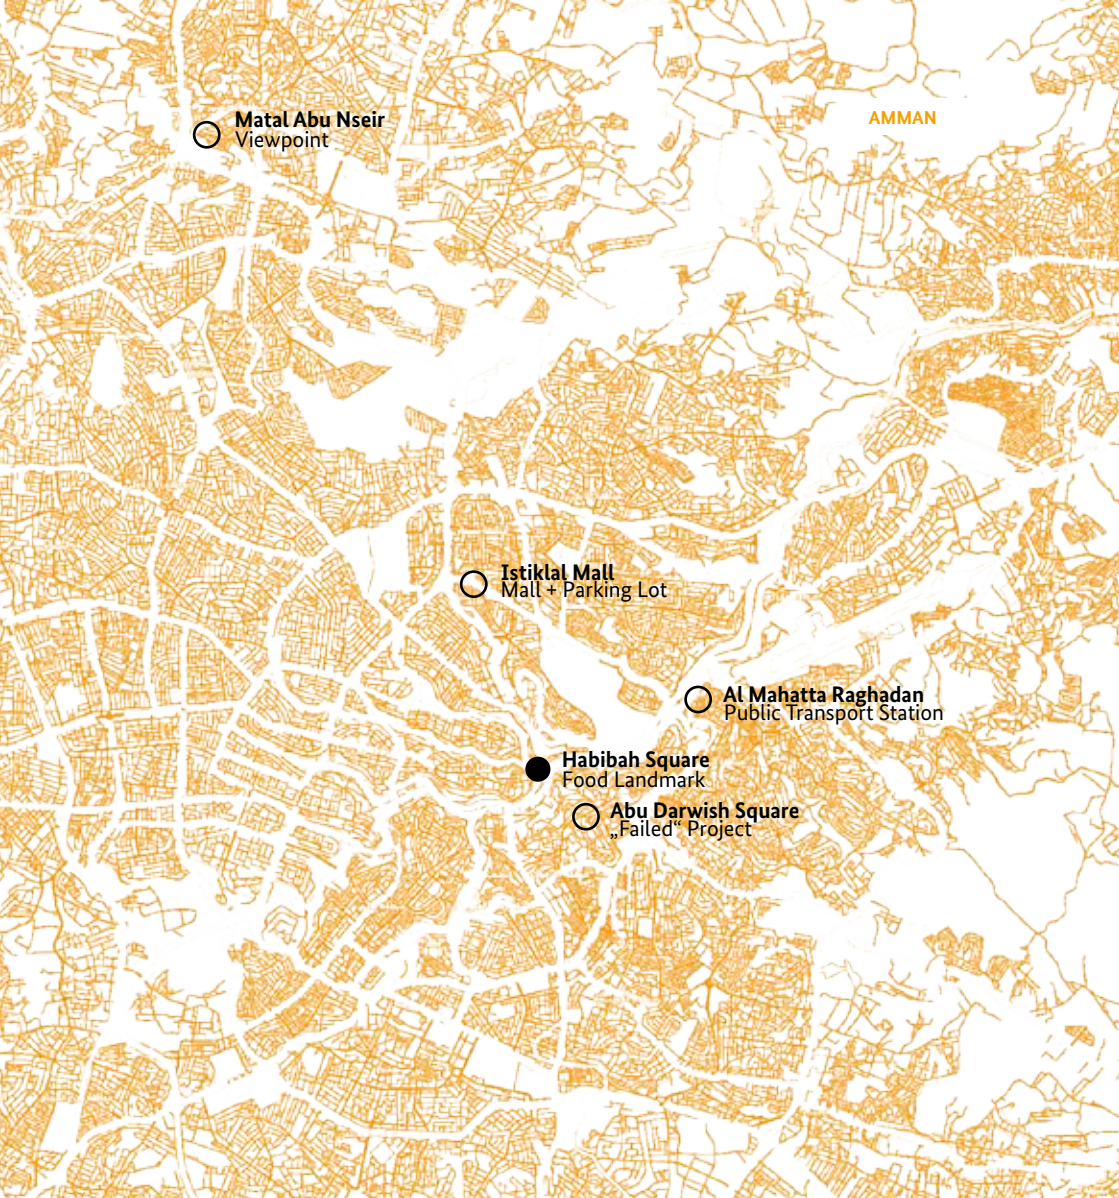 Matal Abu Nseir
Viewpoint
AMMAN
Istiklal Mall
Mall + Parking Lot
Al Mahatta Raghadan
Public Transport Station
Habibah Square
Food Landmark
Abu Darwish Square
„Failed“ Project